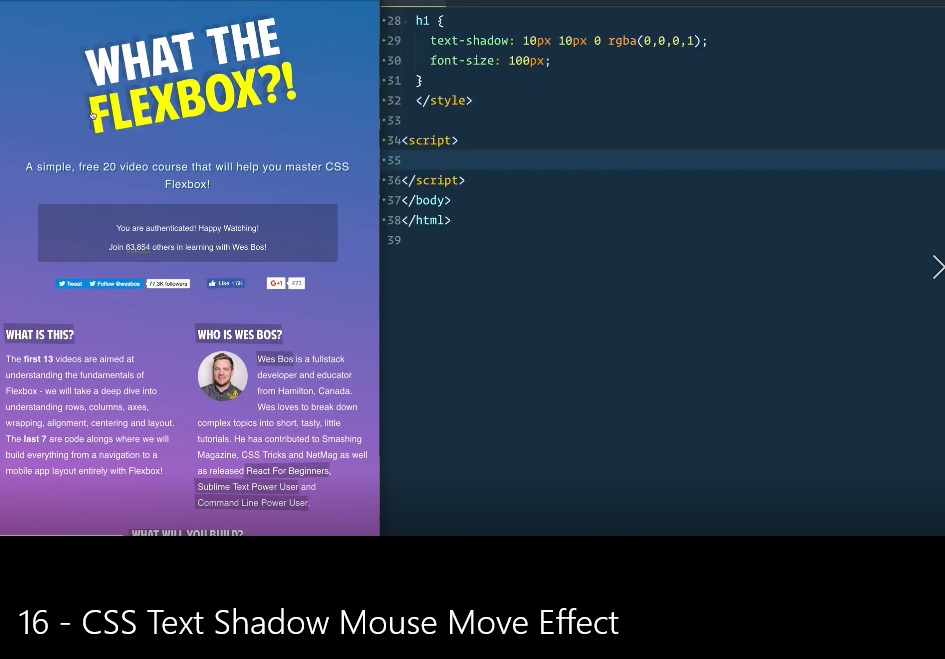 WHAT THE
FLEXBOX?!
A simple, free 20 video course that will help you master CSS
Flexbox!
You are authenticated! Happy Watching!
Join 63,854 others in learning with Wes Bos!
Tweet Follow @wesbos 77.3K followers Like 1.5K G+1 473
WHAT IS THIS?
The first 13 videos are aimed at
understanding the fundamentals of
Flexbox - we will take a deep dive into
understanding rows, columns, axes,
wrapping, alignment, centering and layout.
The last 7 are code alongs where we will
build everything from a navigation to a
mobile app layout entirely with Flexbox!
WHO IS WES BOS?
Wes Bos is a fullstack
developer and educator
from Hamilton, Canada.
Wes loves to break down
complex topics into short, tasty, little
tutorials. He has contributed to Smashing
Magazine, CSS Tricks and NetMag as well
as released React For Beginners,
Sublime Text Power User and
Command Line Power User.
WHAT WILL YOU BUILD?
28 h1 {
29 text-shadow: 10px 10px 0 rgba(0,0,0,1);
30 font-size: 100px;
31 }
32 </style>
33
34 <script>
35
36 </script>
37 </body>
38 </html>
39
16 - CSS Text Shadow Mouse Move Effect